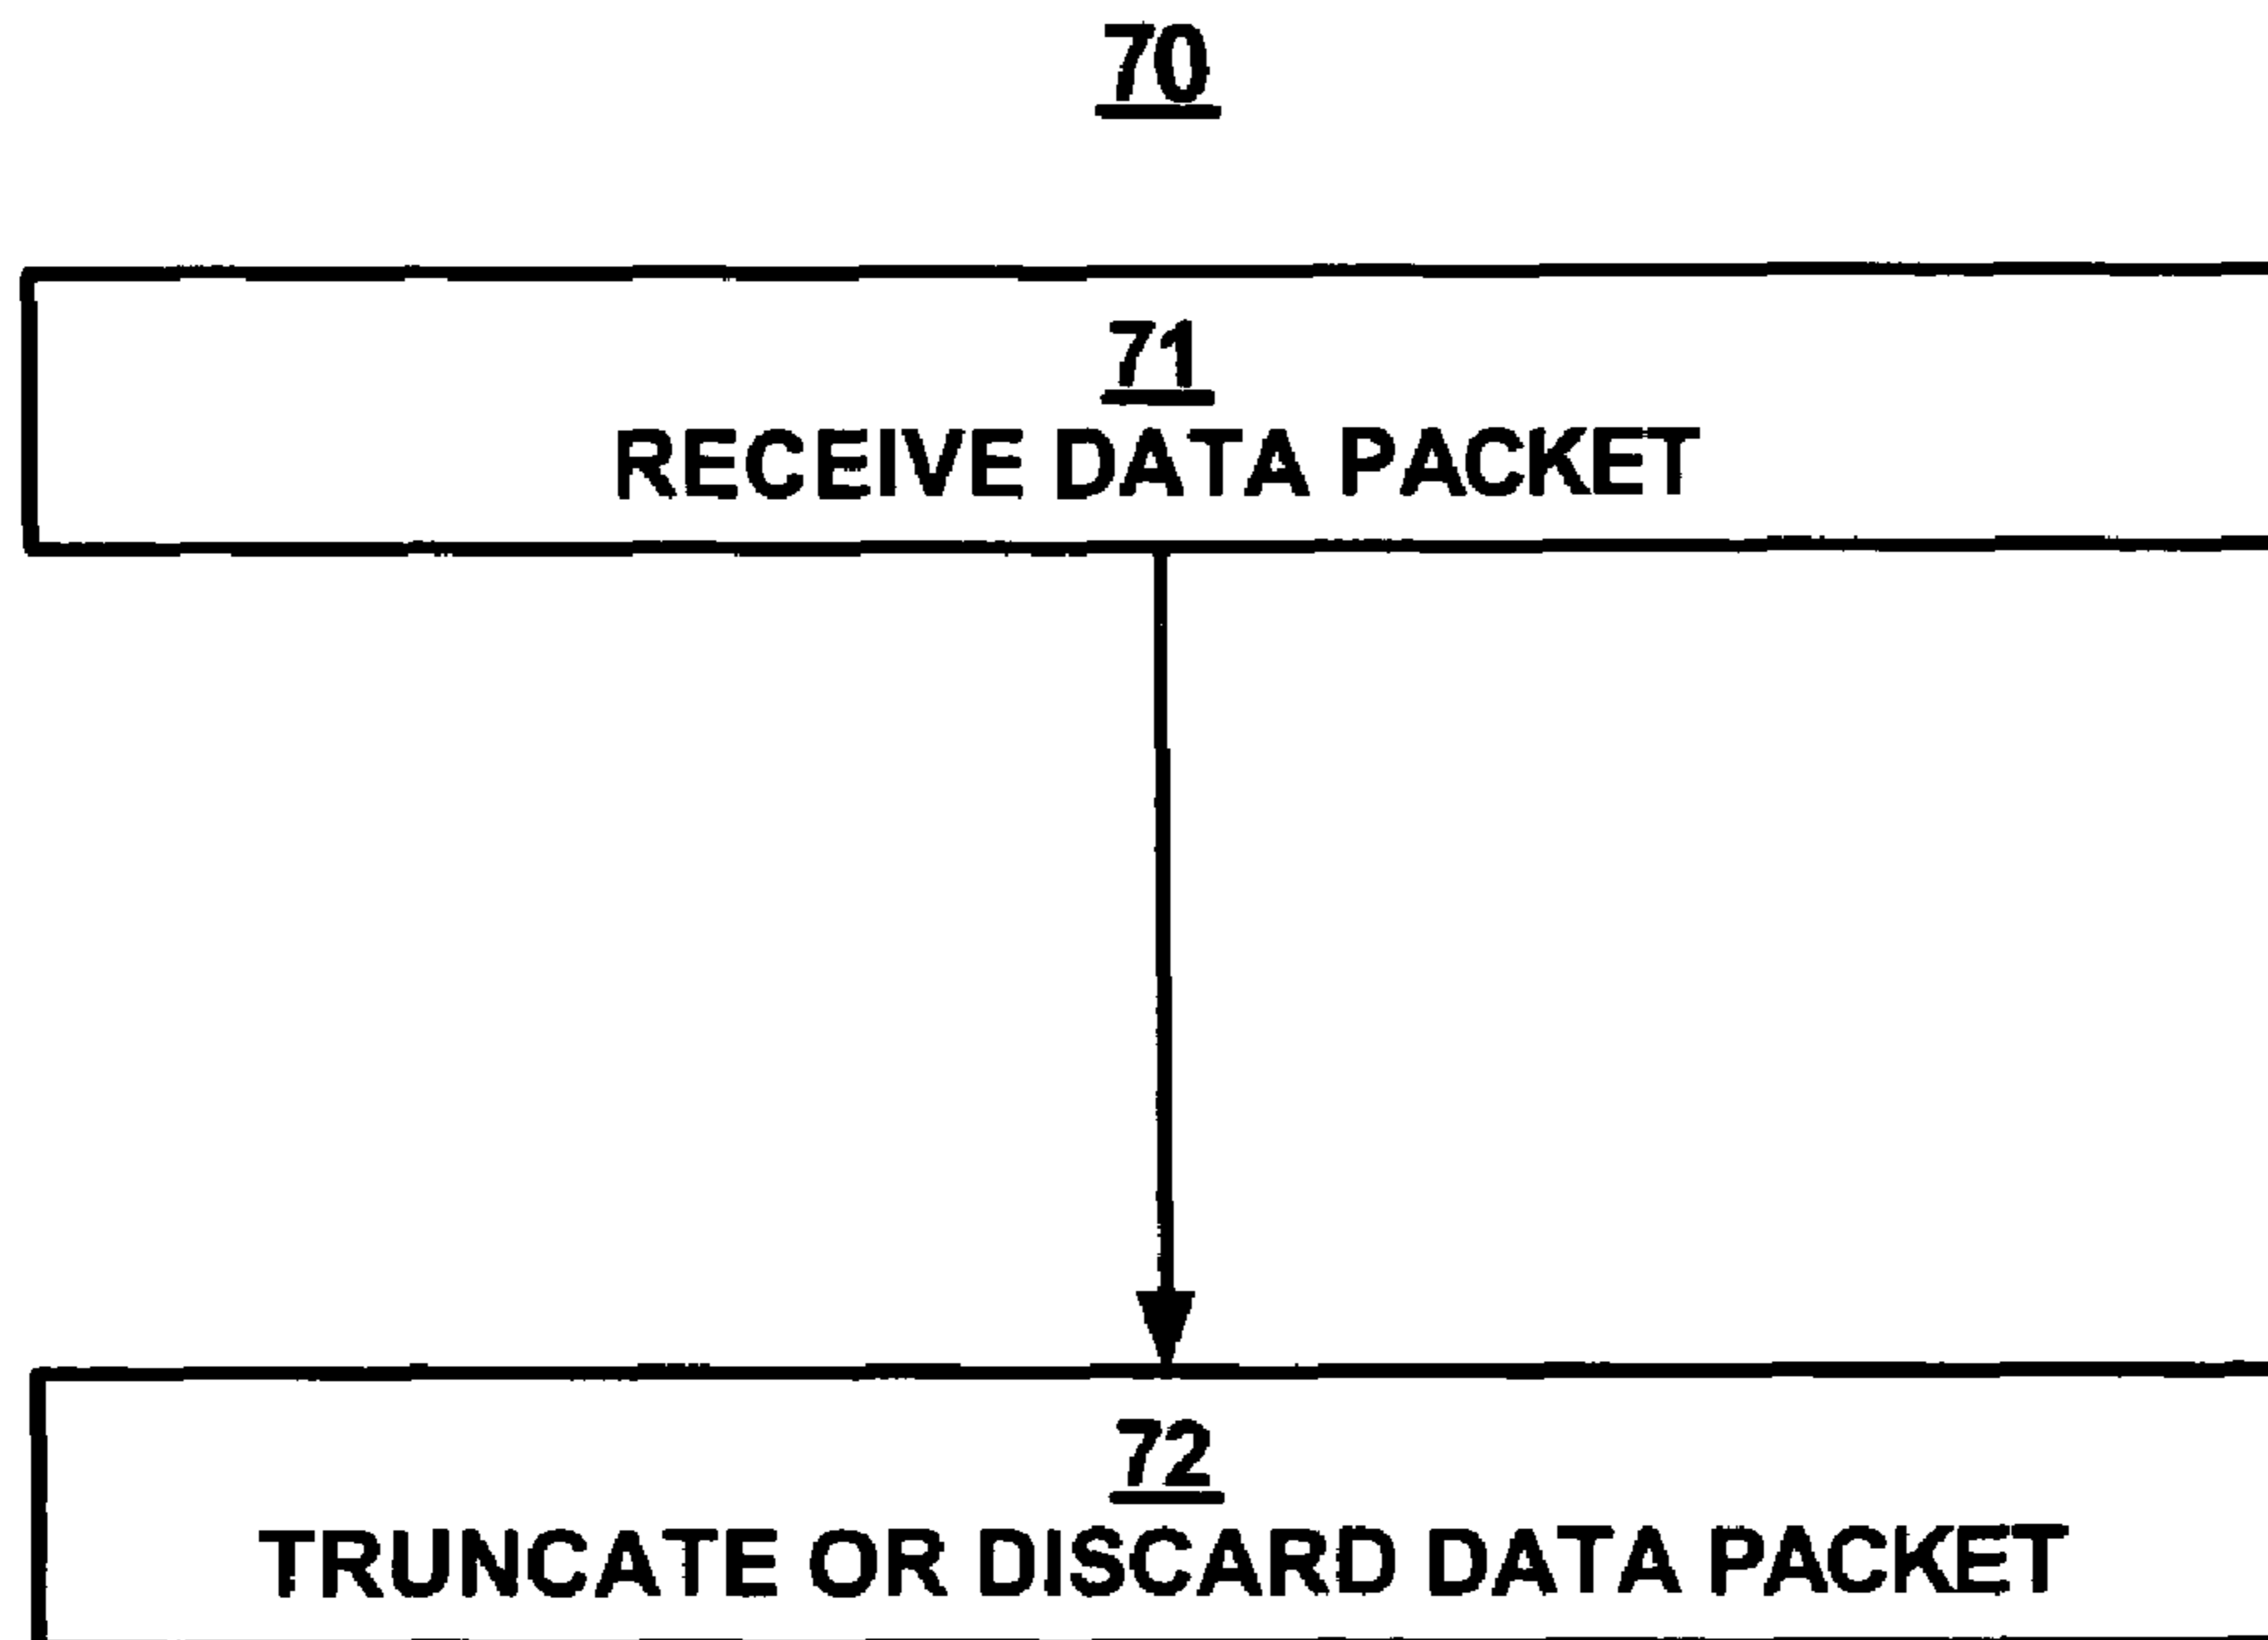 70
71
RECEIVE DATA PACKET
72
TRUNCATE OR DISCARD DATA PACKET